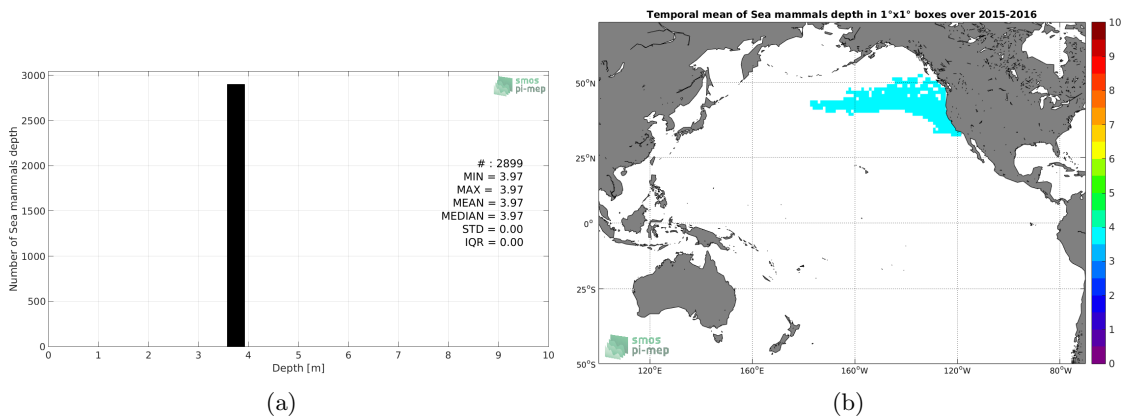 3000
2500
2000
1500
1000
500
0
Number of Sea mammals depth
smos
pi-mep
# : 2899
MIN = 3.97
MAX = 3.97
MEAN = 3.97
MEDIAN = 3.97
STD = 0.00
IQR = 0.00
0 1 2 3 4 5 6 7 8 9 10
Depth [m]
(a)
Temporal mean of Sea mammals depth in 1°x1° boxes over 2015-2016
50°N
25°N
0°
25°S
50°S
smos
pi-mep
120°E 160°E 160°W 120°W 80°W
10
9
8
7
6
5
4
3
2
1
0
(b)